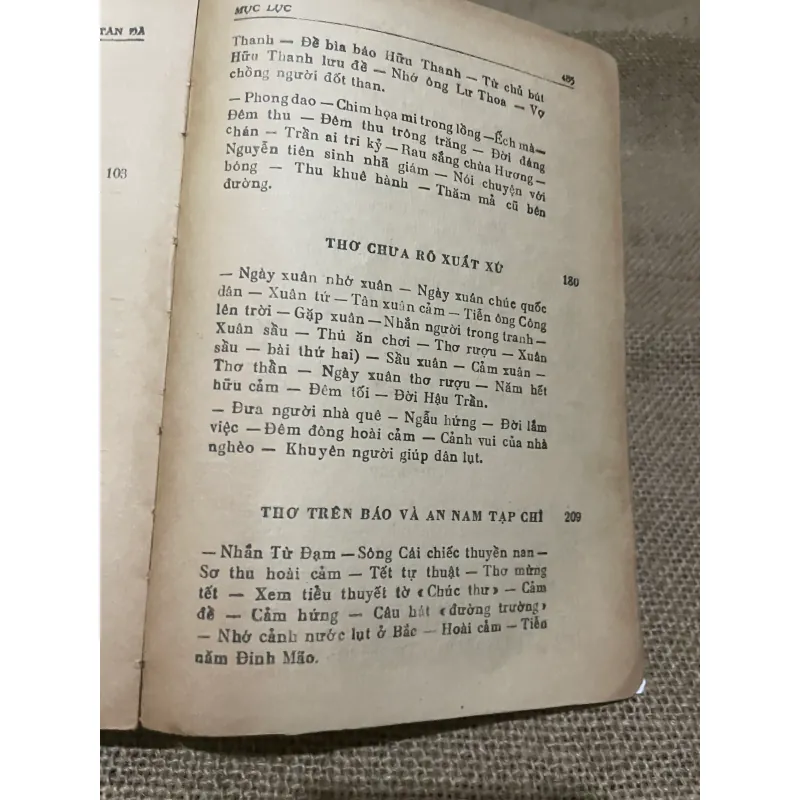 TẢN ĐÀ
103
MỤC LỤC
485
Thanh — Đề bìa báo Hữu Thanh — Từ chủ bút
Hữu Thanh lưu đề — Nhớ ông Lư Thoa — Vợ
chồng người đốt than.
— Phong dao — Chim họa mi trong lồng — Ếch mà —
Đêm thu — Đêm thu trông trăng — Đời đáng
chán — Trần ai tri kỷ — Rau sắng chùa Hương —
Nguyễn tiên sinh nhã giám — Nói chuyện với
bóng — Thu khuê hành — Thăm mả cũ bên
đường.
THƠ CHƯA RÕ XUẤT XỨ 180
— Ngày xuân nhớ xuân — Ngày xuân chúc quốc
dân — Xuân tứ — Tân xuân cảm — Tiễn ông Công
lên trời — Gặp xuân — Nhắn người trong tranh —
Xuân sầu — Thú ăn chơi — Thơ rượu — Xuân
sầu — bài thứ hai) — Sầu xuân — Cảm xuân —
Thơ thần — Ngày xuân thơ rượu — Năm hết
hữu cảm — Đêm tối — Đời Hậu Trần.
— Đưa người nhà quê — Ngẫu hứng — Đời lắm
việc — Đêm đông hoài cảm — Cảnh vui của nhà
nghèo — Khuyên người giúp dân lụt.
THƠ TRÊN BÁO VÀ AN NAM TẠP CHÍ 209
— Nhắn Từ Đạm — Sông Cái chiếc thuyền nan —
Sơ thu hoài cảm — Tết tự thuật — Thơ mừng
tết — Xem tiểu thuyết tờ «Chúc thư» — Cảm
đề — Cảm hứng — Câu hát «đường trường»
— Nhớ cảnh nước lụt ở Bắc — Hoài cảm — Tiễn
năm Đinh Mão.